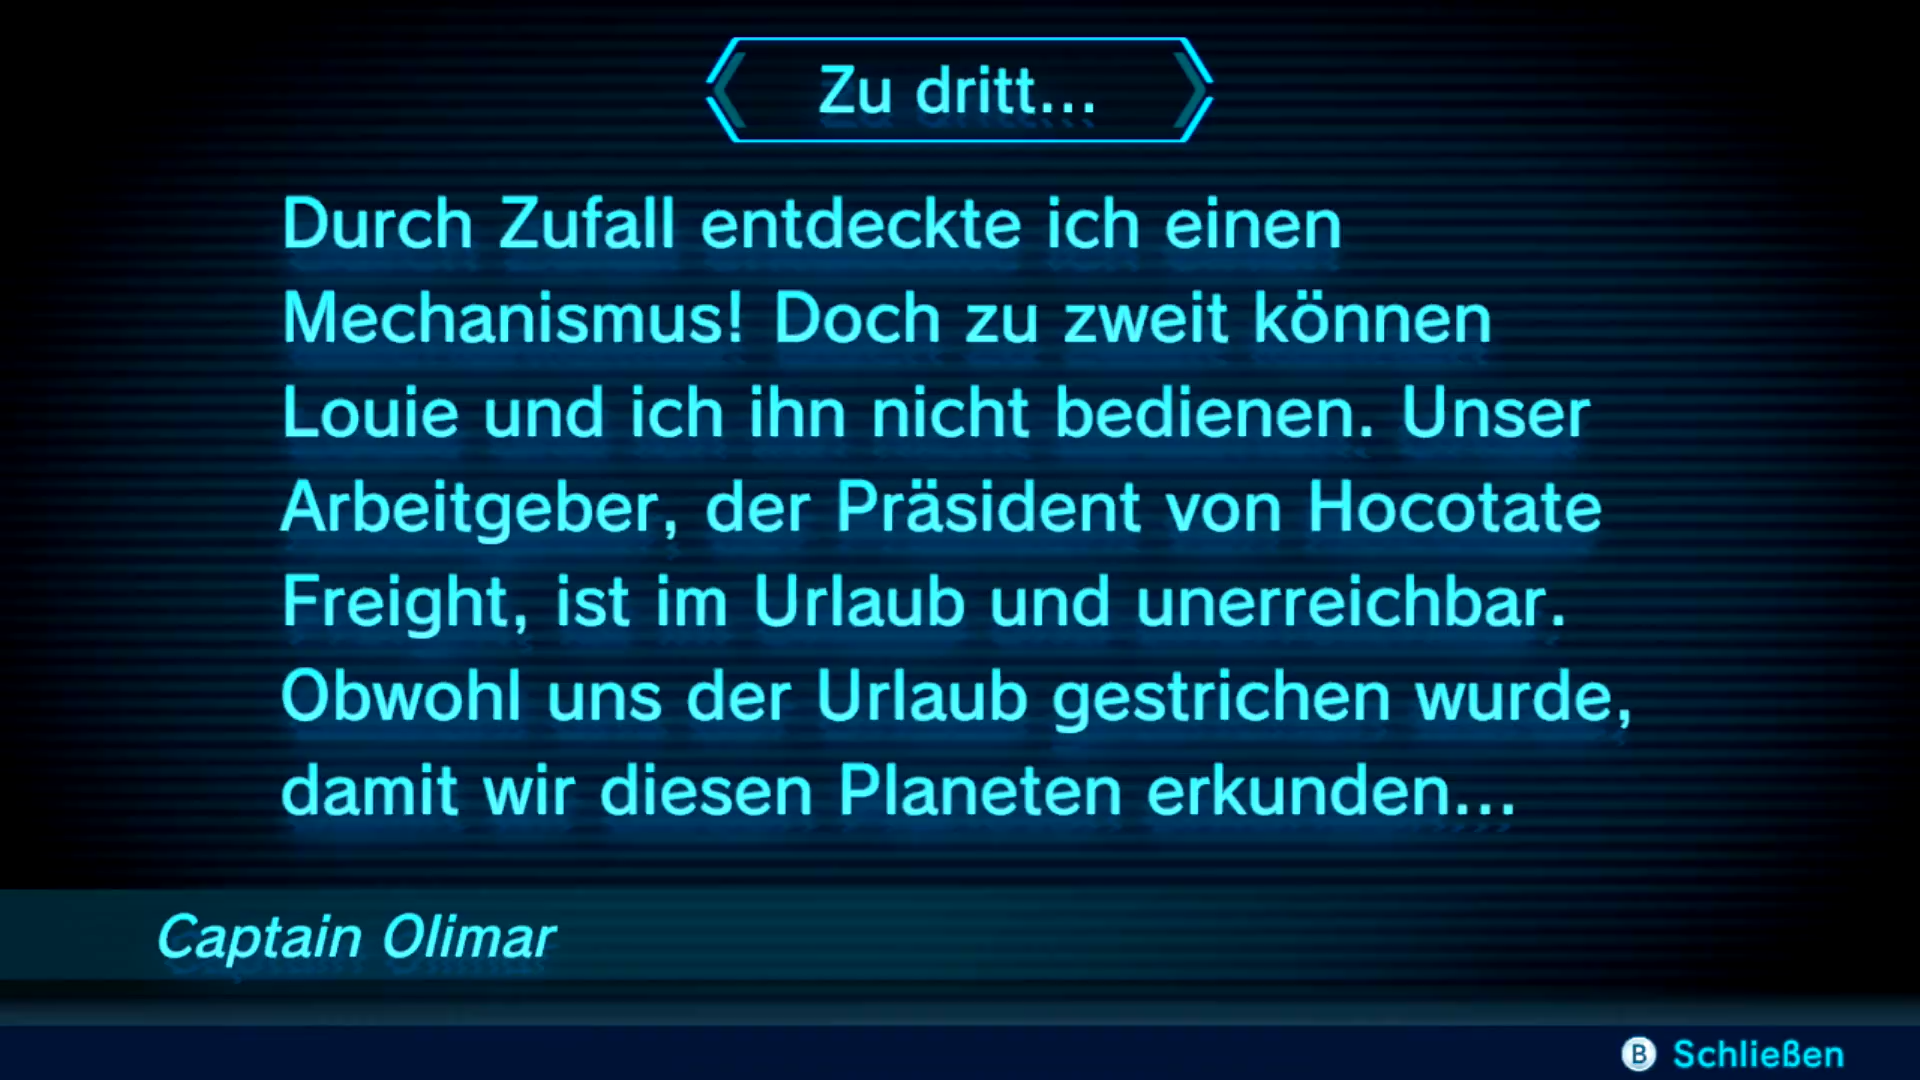 Zu dritt...
Durch Zufall entdeckte ich einen
Mechanismus! Doch zu zweit können
Louie und ich ihn nicht bedienen. Unser
Arbeitgeber, der Präsident von Hocotate
Freight, ist im Urlaub und unerreichbar.
Obwohl uns der Urlaub gestrichen wurde,
damit wir diesen Planeten erkunden...
Captain Olimar
B Schließen